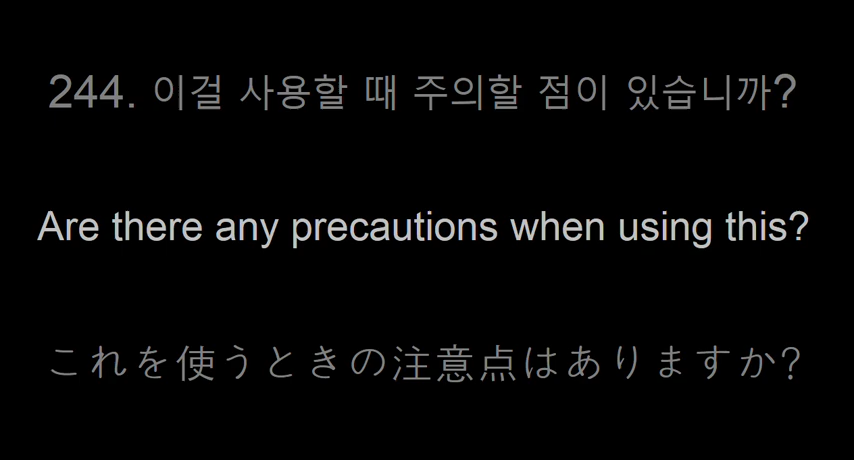 244. 이걸 사용할 때 주의할 점이 있습니까?
Are there any precautions when using this?
これを使うときの注意点はありますか?